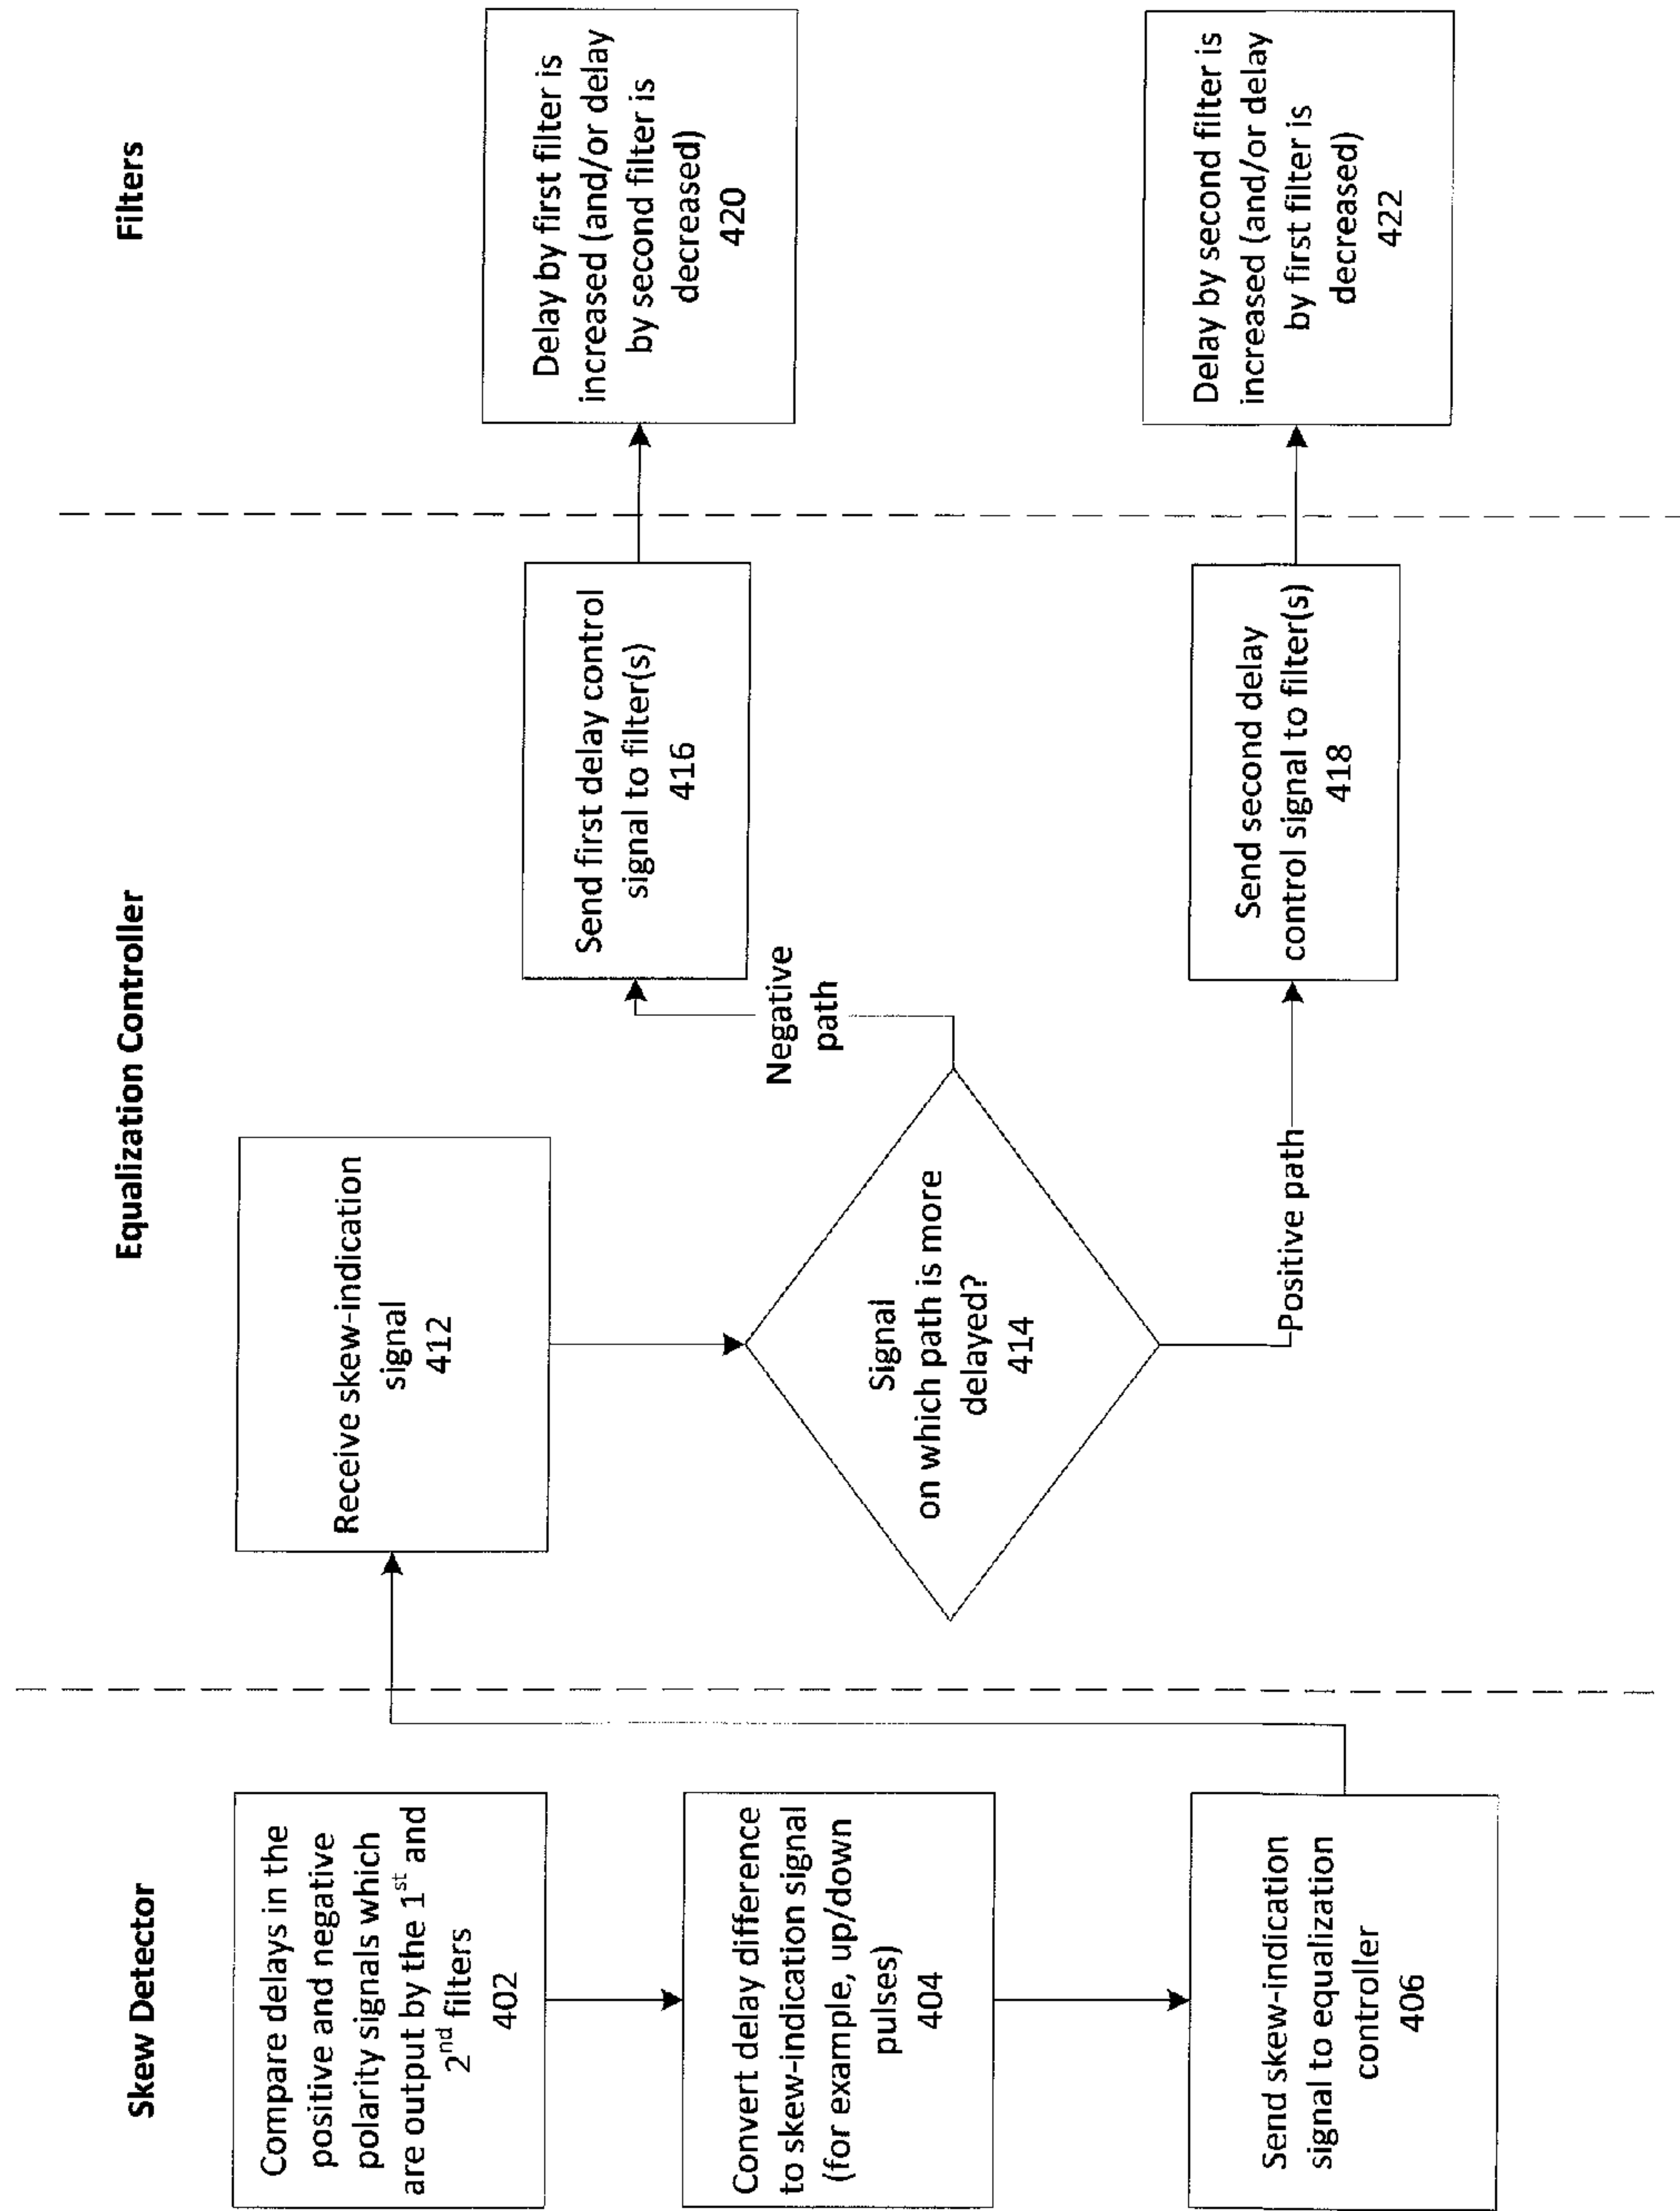 Skew Detector
Compare delays in the
positive and negative
polarity signals which
are output by the 1st and
2nd filters
402
Convert delay difference
to skew-indication signal
(for example, up/down
pulses)
404
Send skew-indication
signal to equalization
controller
406
Equalization Controller
Receive skew-indication
signal
412
Signal
on which path is more
delayed?
414
Negative
path
Positive path
Send first delay control
signal to filter(s)
416
Send second delay
control signal to filter(s)
418
Filters
Delay by first filter is
increased (and/or delay
by second filter is
decreased)
420
Delay by second filter is
increased (and/or delay
by first filter is
decreased)
422